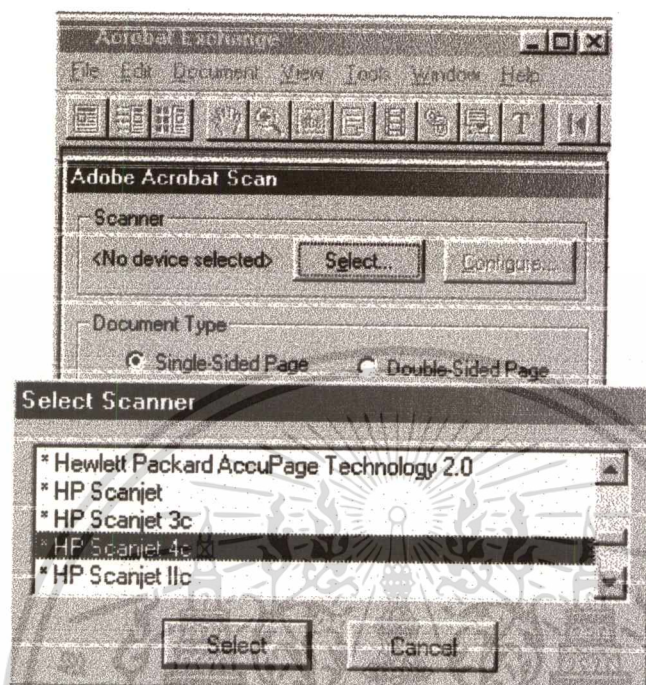 Acrobat Exchange
File Edit Document View Tools Window Help
T
Adobe Acrobat Scan
Scanner
<No device selected> Select... Configure...
Document Type
Single-Sided Page Double-Sided Page
Select Scanner
* Hewlett Packard AccuPage Technology 2.0
* HP Scanjet
* HP Scanjet 3c
* HP Scanjet 4c
* HP Scanjet IIc
Select Cancel